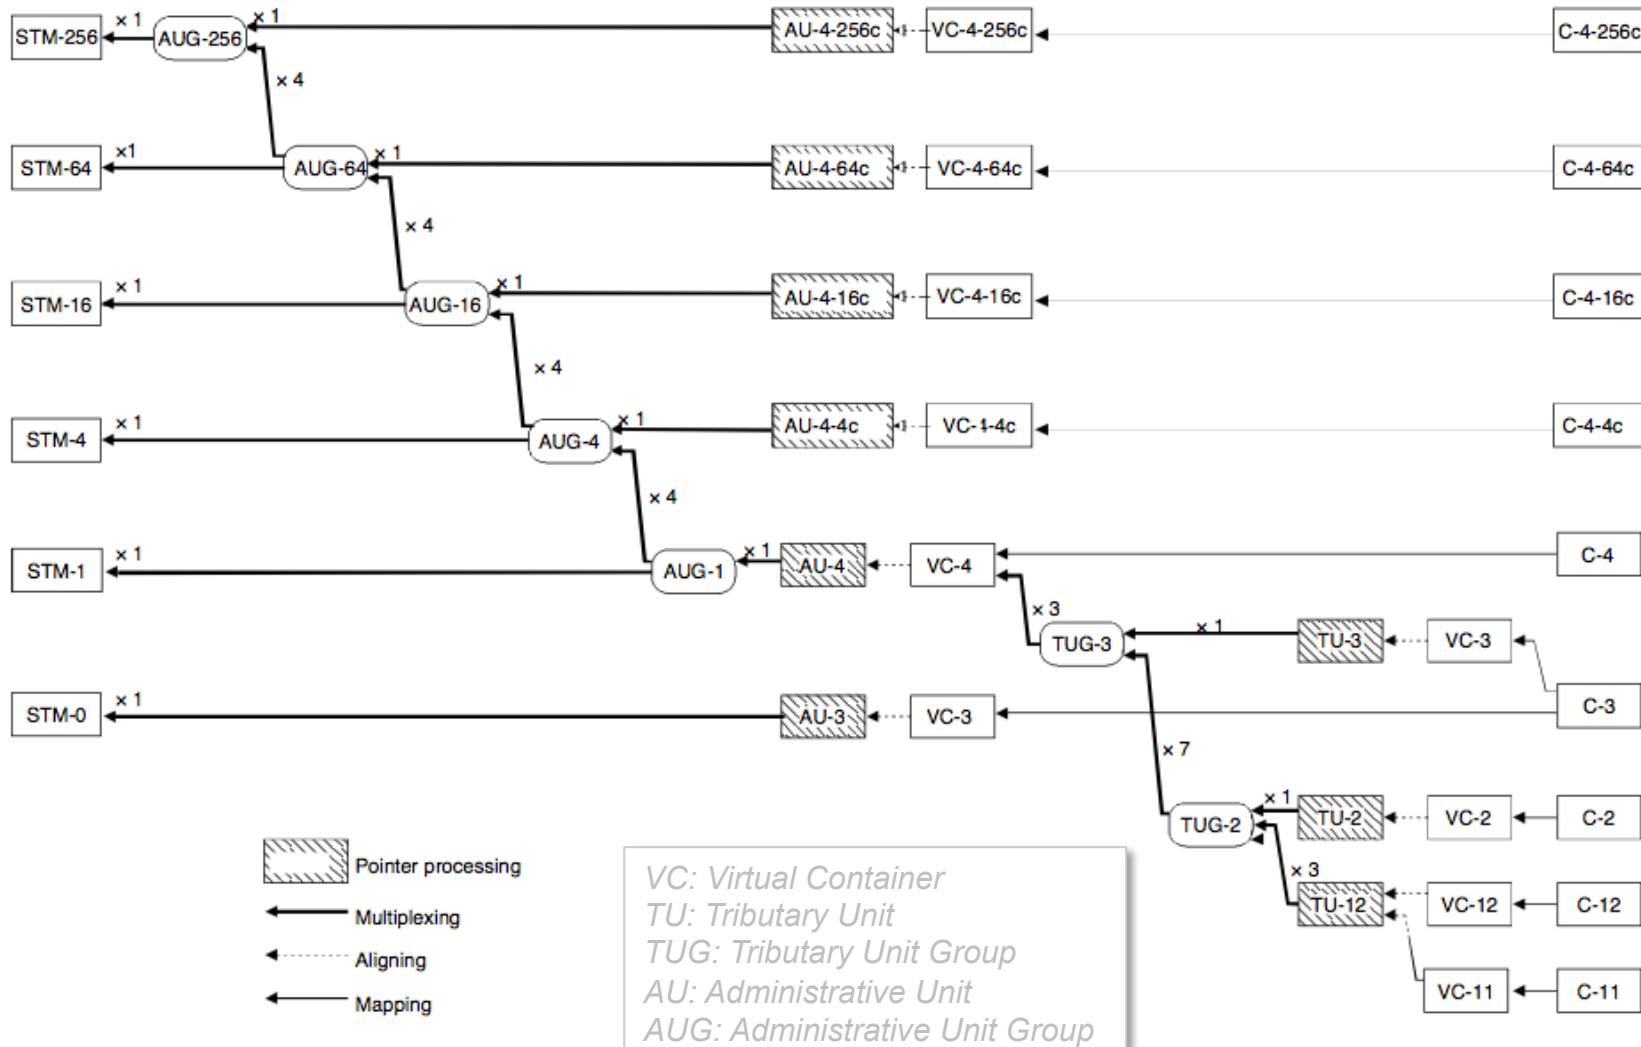 STM-256 × 1 AUG-256 × 1 AU-4-256c VC-4-256c C-4-256c
× 4
STM-64 ×1 AUG-64 × 1 AU-4-64c VC-4-64c C-4-64c
× 4
STM-16 × 1 AUG-16 × 1 AU-4-16c VC-4-16c C-4-16c
× 4
STM-4 × 1 AUG-4 × 1 AU-4-4c VC-4-4c C-4-4c
× 4
STM-1 × 1 AUG-1 × 1 AU-4 VC-4 C-4
× 3
TUG-3 × 1 TU-3 VC-3
STM-0 × 1 AU-3 VC-3 C-3
× 7
TUG-2 × 1 TU-2 VC-2 C-2
× 3
TU-12 VC-12 C-12
VC-11 C-11
Pointer processing
Multiplexing
Aligning
Mapping
VC: Virtual Container
TU: Tributary Unit
TUG: Tributary Unit Group
AU: Administrative Unit
AUG: Administrative Unit Group